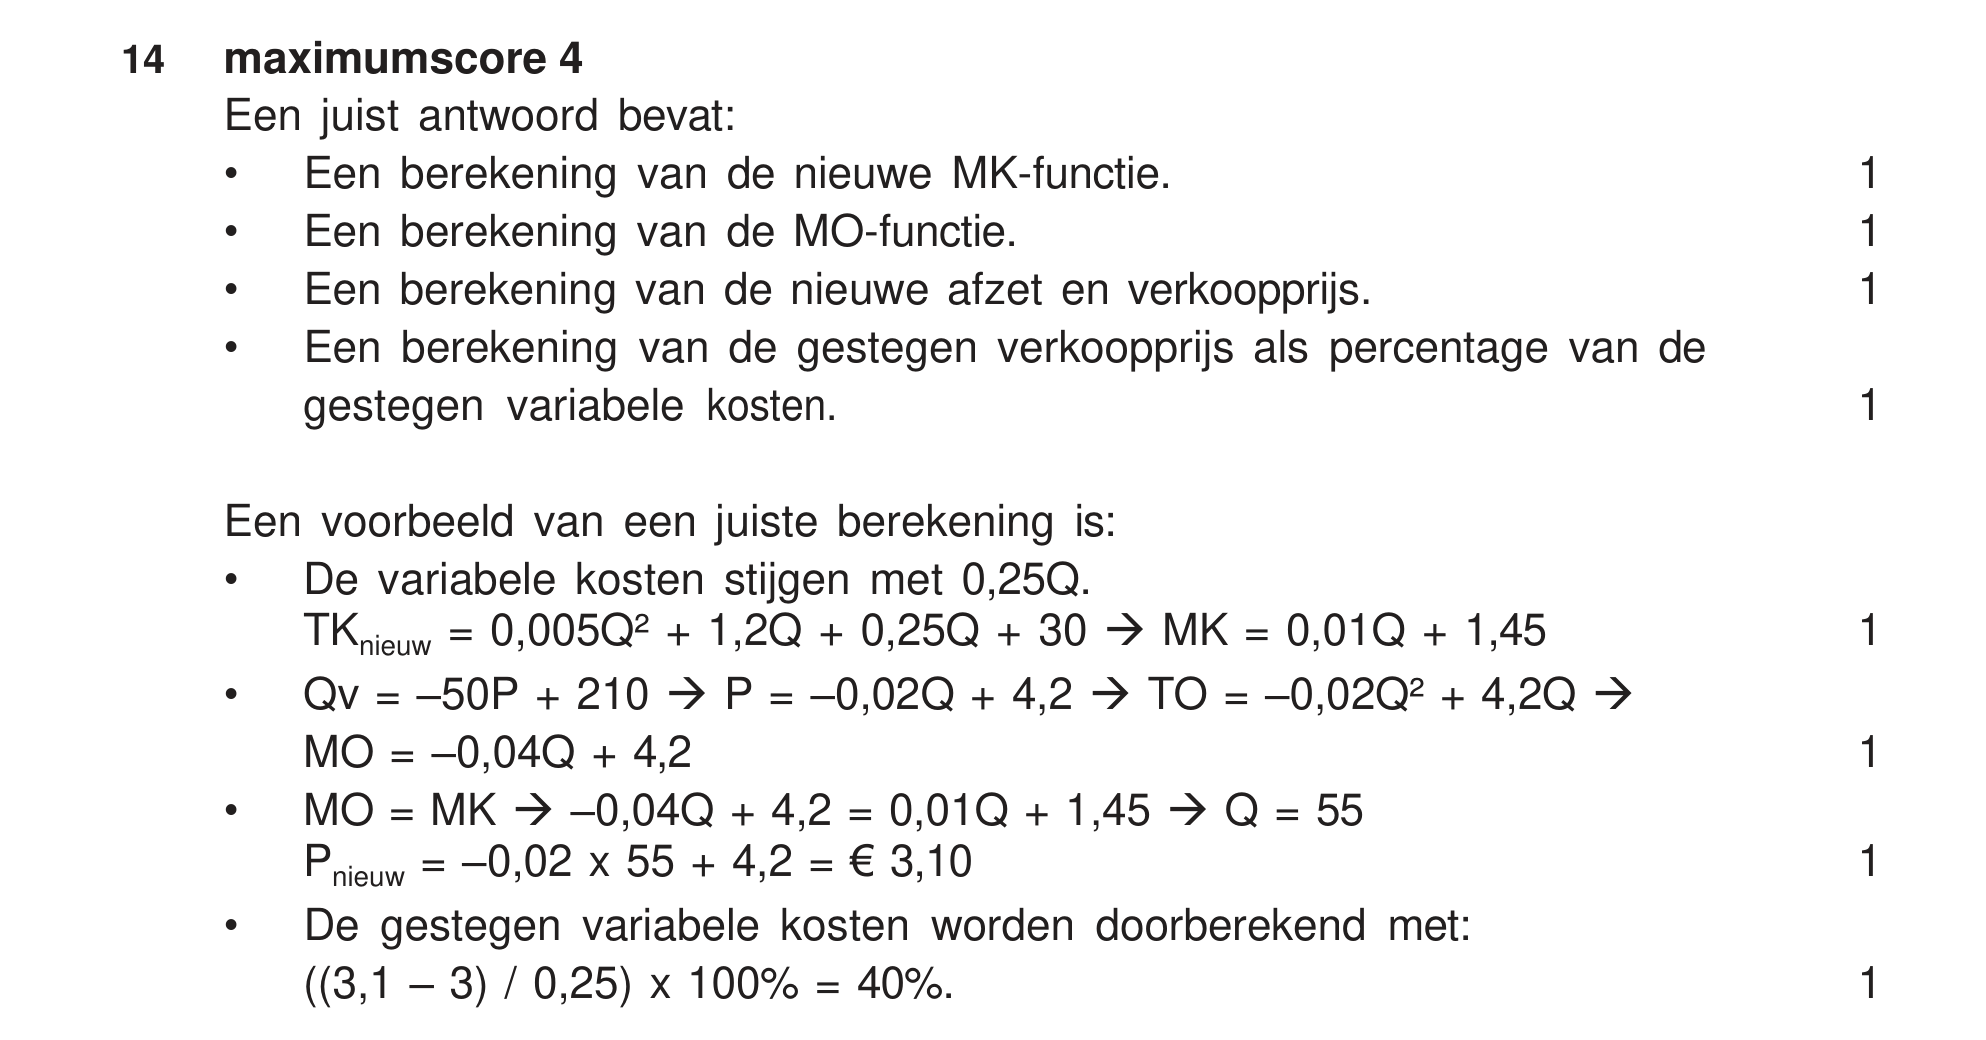 14 maximumscore 4
Een juist antwoord bevat:
• Een berekening van de nieuwe MK-functie. 1
• Een berekening van de MO-functie. 1
• Een berekening van de nieuwe afzet en verkoopprijs. 1
• Een berekening van de gestegen verkoopprijs als percentage van de
gestegen variabele kosten. 1
Een voorbeeld van een juiste berekening is:
• De variabele kosten stijgen met 0,25Q.
TKnieuw = 0,005Q² + 1,2Q + 0,25Q + 30 → MK = 0,01Q + 1,45 1
• Qv = –50P + 210 → P = –0,02Q + 4,2 → TO = –0,02Q² + 4,2Q →
MO = –0,04Q + 4,2 1
• MO = MK → –0,04Q + 4,2 = 0,01Q + 1,45 → Q = 55
Pnieuw = –0,02 x 55 + 4,2 = € 3,10 1
• De gestegen variabele kosten worden doorberekend met:
((3,1 – 3) / 0,25) x 100% = 40%. 1